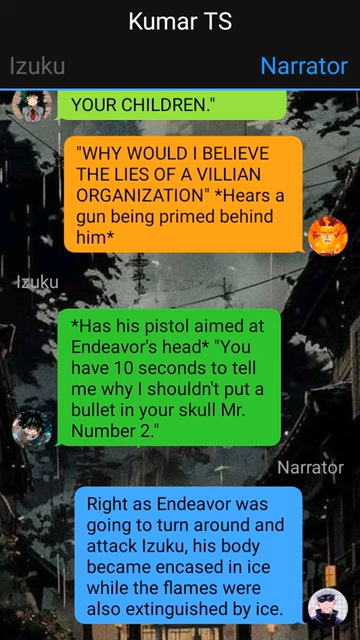 Kumar TS
Izuku
Narrator
YOUR CHILDREN."
"WHY WOULD I BELIEVE
THE LIES OF A VILLIAN
ORGANIZATION" *Hears a
gun being primed behind
him*
Izuku
*Has his pistol aimed at
Endeavor's head* "You
have 10 seconds to tell
me why I shouldn't put a
bullet in your skull Mr.
Number 2."
Narrator
Right as Endeavor was
going to turn around and
attack Izuku, his body
became encased in ice
while the flames were
also extinguished by ice.